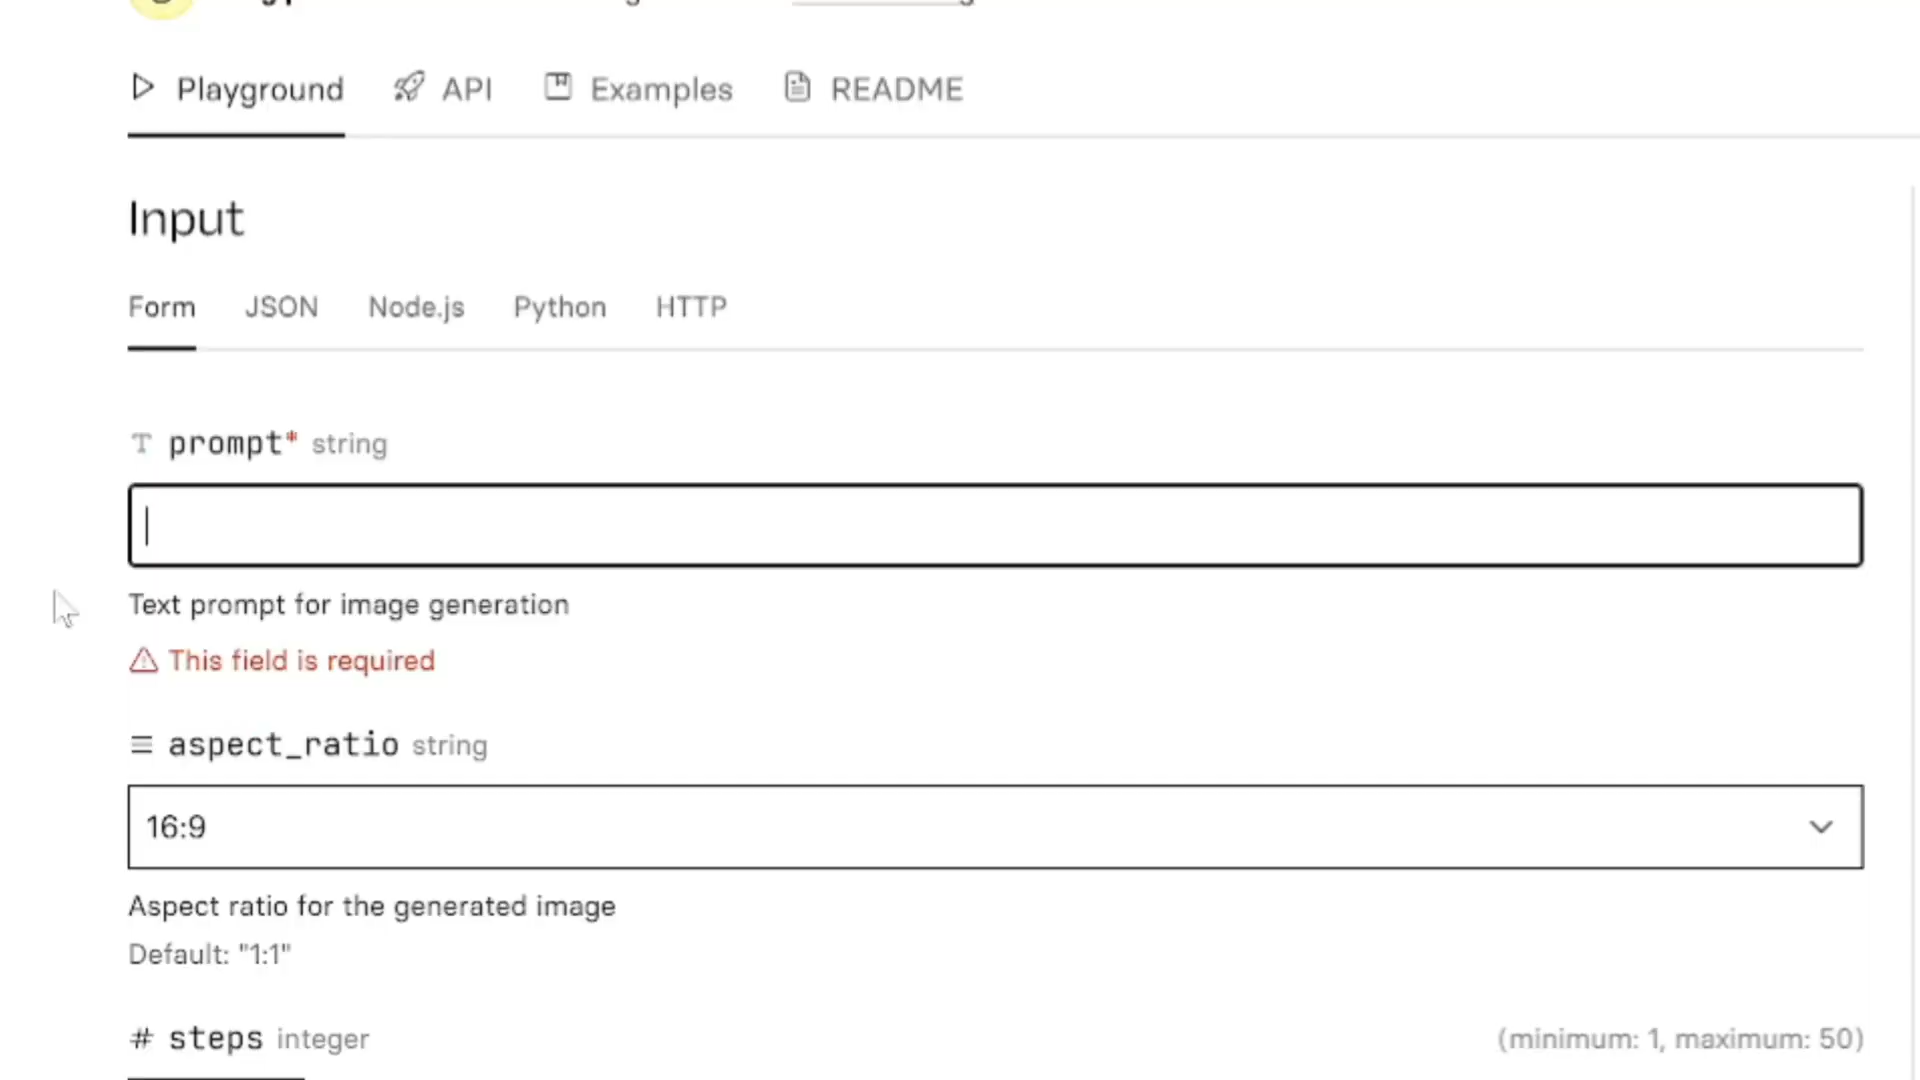 Playground API Examples README
Input
Form JSON Node.js Python HTTP
prompt* string
Text prompt for image generation
This field is required
aspect_ratio string
16:9
Aspect ratio for the generated image
Default: "1:1"
# steps integer (minimum: 1, maximum: 50)